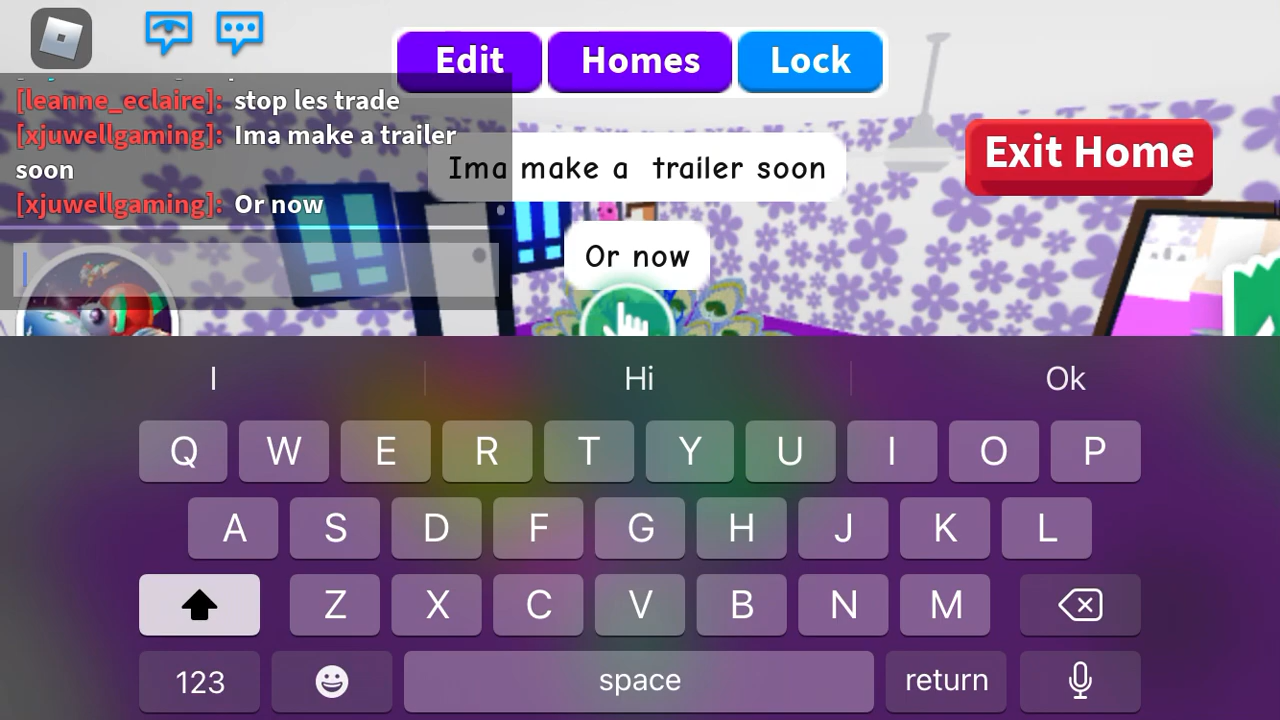 Edit Homes Lock
[leanne_eclaire]: stop les trade
[xjuwellgaming]: Ima make a trailer
soon
[xjuwellgaming]: Or now
Ima make a trailer soon
Or now
Exit Home
I Hi Ok
Q W E R T Y U I O P
A S D F G H J K L
Z X C V B N M
123 space return